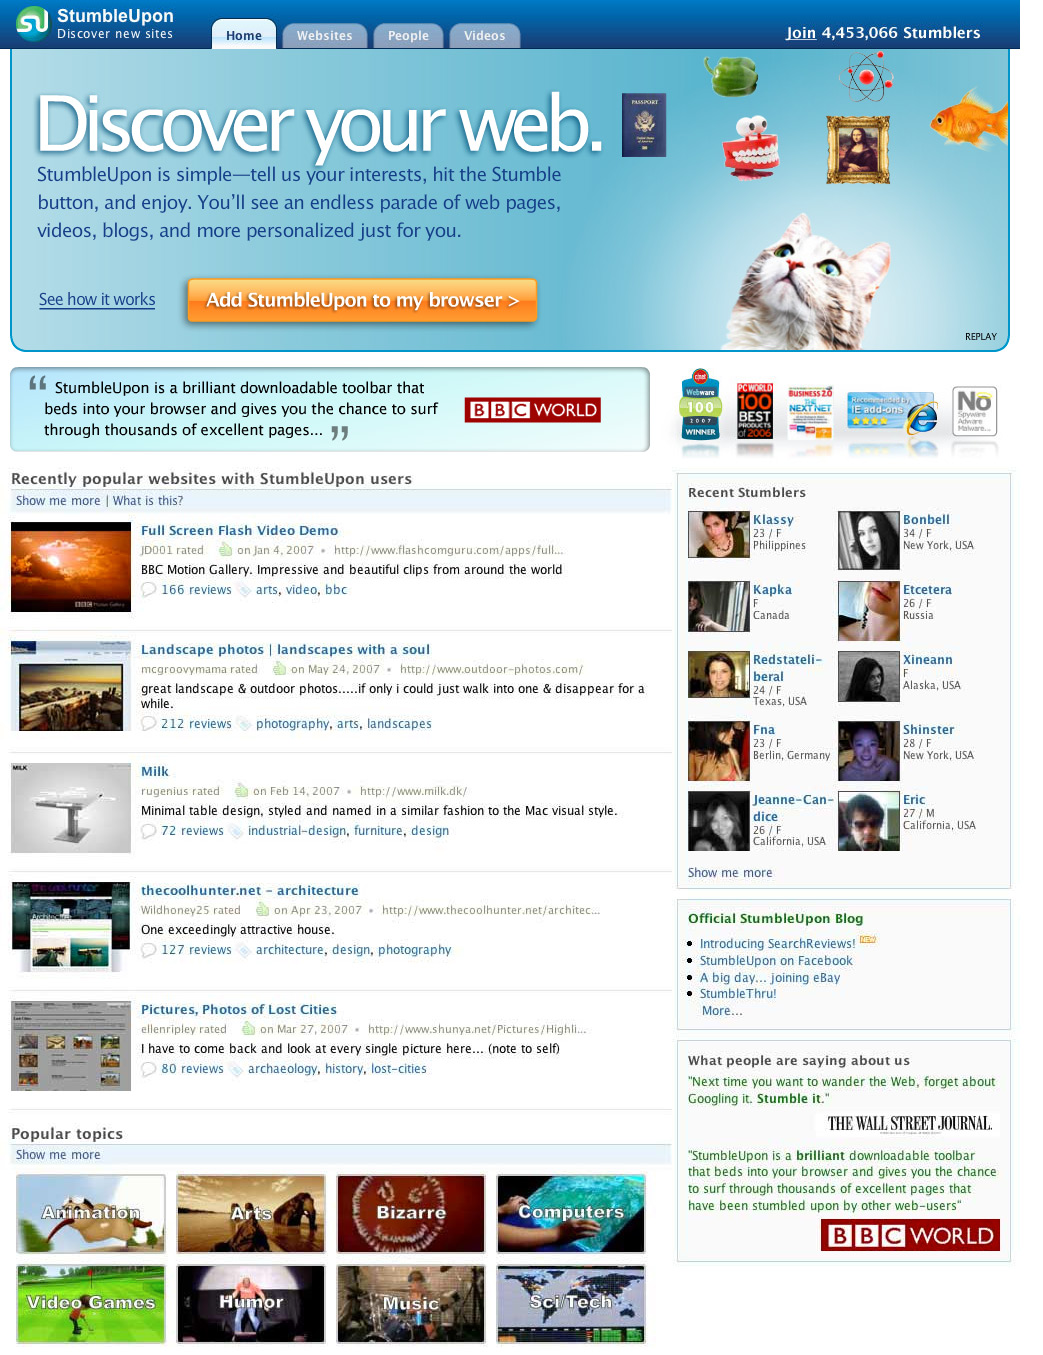 StumbleUpon
Discover new sites
Home
Websites
People
Videos
Join 4,453,066 Stumblers
Discover your web.
PASSPORT
StumbleUpon is simple—tell us your interests, hit the Stumble
button, and enjoy. You'll see an endless parade of web pages,
videos, blogs, and more personalized just for you.
See how it works
Add StumbleUpon to my browser >
REPLAY
“ StumbleUpon is a brilliant downloadable toolbar that
beds into your browser and gives you the chance to surf
through thousands of excellent pages... ”
BBC WORLD
cnet
Webware
100
2007
WINNER
PC WORLD
100
BEST
PRODUCTS
of 2006
BUSINESS 2.0
THE
NEXT NET
Recommended by
IE add-ons
No
Spyware
Adware
Malware...
Recently popular websites with StumbleUpon users
Show me more | What is this?
Full Screen Flash Video Demo
JD001 rated on Jan 4, 2007 • http://www.flashcomguru.com/apps/full...
BBC Motion Gallery. Impressive and beautiful clips from around the world
166 reviews arts, video, bbc
BBC Motion Gallery
Landscape photos | landscapes with a soul
mcgroovymama rated on May 24, 2007 • http://www.outdoor-photos.com/
great landscape & outdoor photos.....if only i could just walk into one & disappear for a
while.
212 reviews photography, arts, landscapes
MILK
Milk
rugenius rated on Feb 14, 2007 • http://www.milk.dk/
Minimal table design, styled and named in a similar fashion to the Mac visual style.
72 reviews industrial-design, furniture, design
Architecture
thecoolhunter.net - architecture
Wildhoney25 rated on Apr 23, 2007 • http://www.thecoolhunter.net/architec...
One exceedingly attractive house.
127 reviews architecture, design, photography
Lost Cities
Pictures, Photos of Lost Cities
ellenripley rated on Mar 27, 2007 • http://www.shunya.net/Pictures/Highli...
I have to come back and look at every single picture here... (note to self)
80 reviews archaeology, history, lost-cities
Popular topics
Show me more
Animation
Arts
Bizarre
Computers
Video Games
Humor
Music
Sci/Tech
Recent Stumblers
Klassy
23 / F
Philippines
Bonbell
34 / F
New York, USA
Kapka
F
Canada
Etcetera
26 / F
Russia
Redstateli-
beral
24 / F
Texas, USA
Xineann
F
Alaska, USA
Fna
23 / F
Berlin, Germany
Shinster
28 / F
New York, USA
Jeanne-Can-
dice
26 / F
California, USA
Eric
27 / M
California, USA
Show me more
Official StumbleUpon Blog
Introducing SearchReviews!
StumbleUpon on Facebook
A big day... joining eBay
StumbleThru!
More...
What people are saying about us
"Next time you want to wander the Web, forget about
Googling it. Stumble it."
THE WALL STREET JOURNAL.
"StumbleUpon is a brilliant downloadable toolbar
that beds into your browser and gives you the chance
to surf through thousands of excellent pages that
have been stumbled upon by other web-users"
BBC WORLD